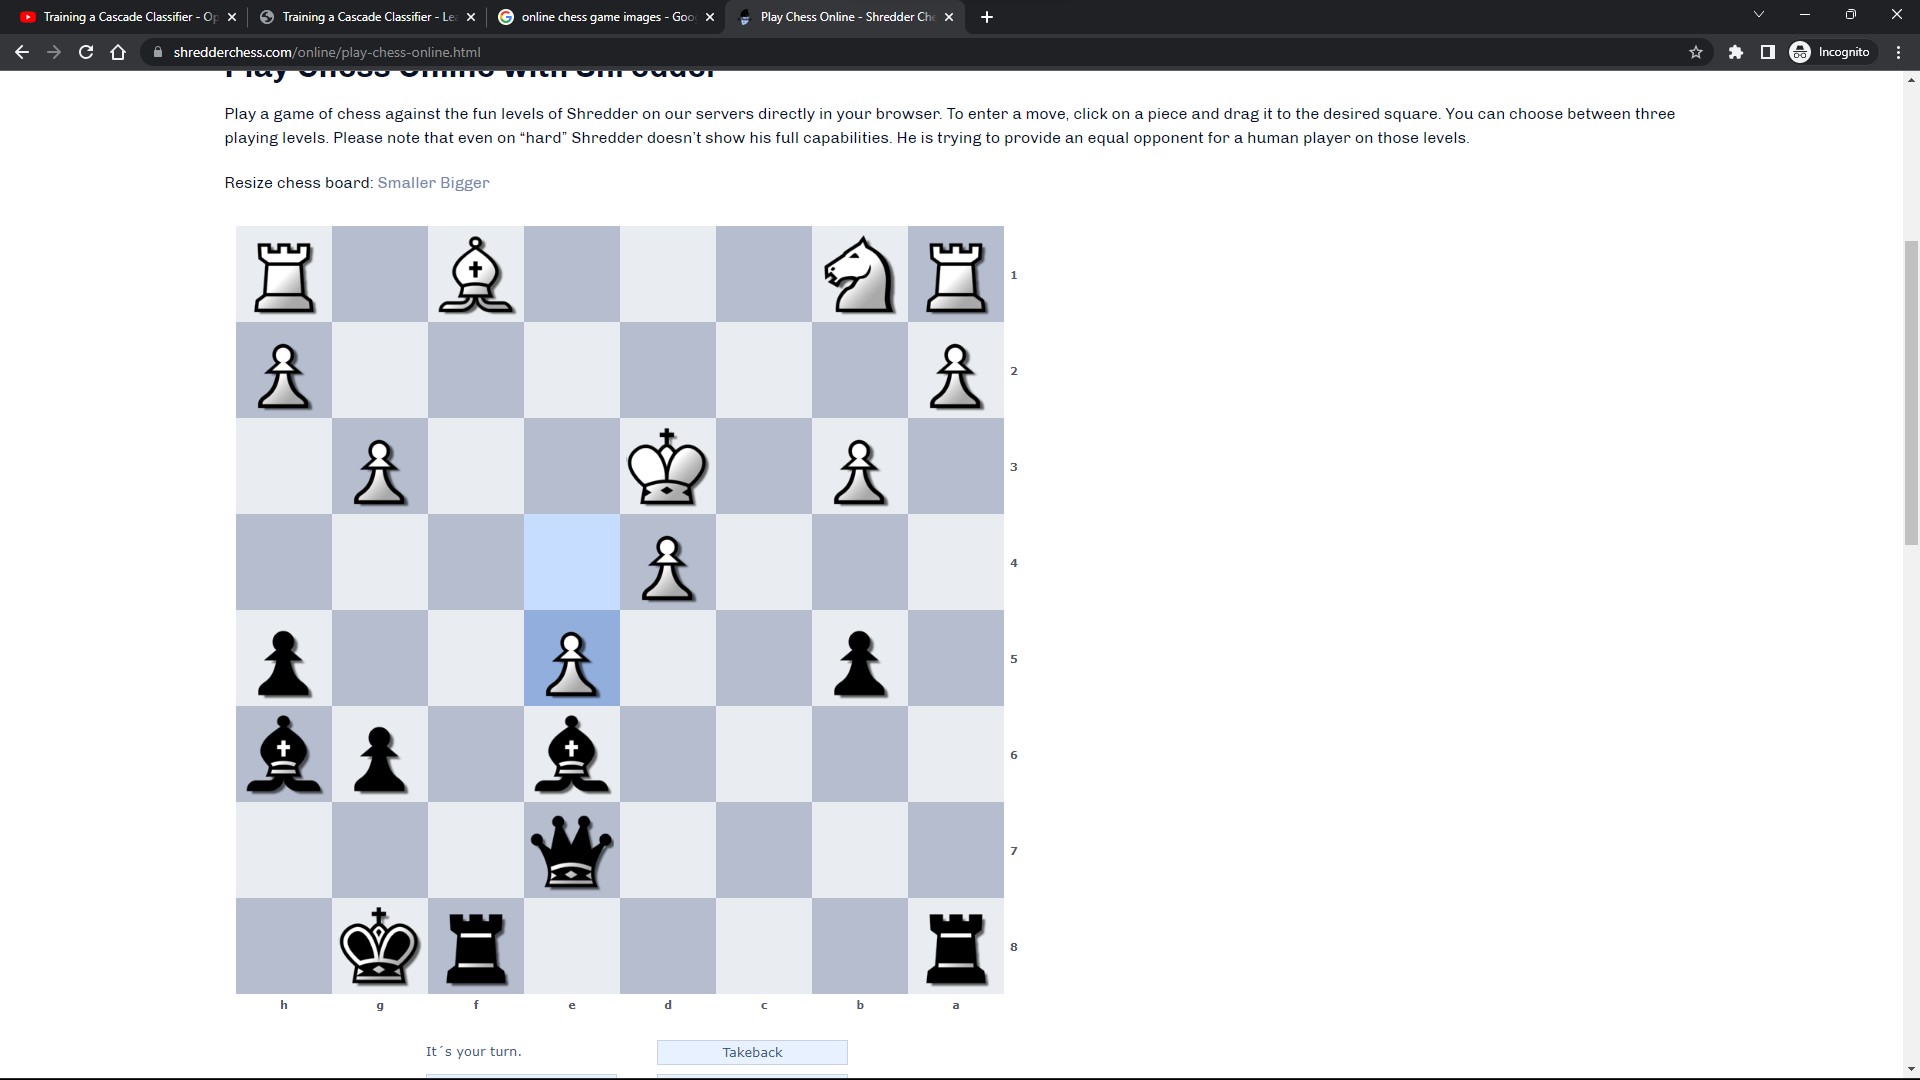 Training a Cascade Classifier - Op
Training a Cascade Classifier - Le
online chess game images - Goo
Play Chess Online - Shredder Che
shredderchess.com/online/play-chess-online.html
Incognito
Play Chess Online with Shredder
Play a game of chess against the fun levels of Shredder on our servers directly in your browser. To enter a move, click on a piece and drag it to the desired square. You can choose between three
playing levels. Please note that even on “hard” Shredder doesn’t show his full capabilities. He is trying to provide an equal opponent for a human player on those levels.
Resize chess board: Smaller Bigger
1
2
3
4
5
6
7
8
h g f e d c b a
It´s your turn.
Takeback